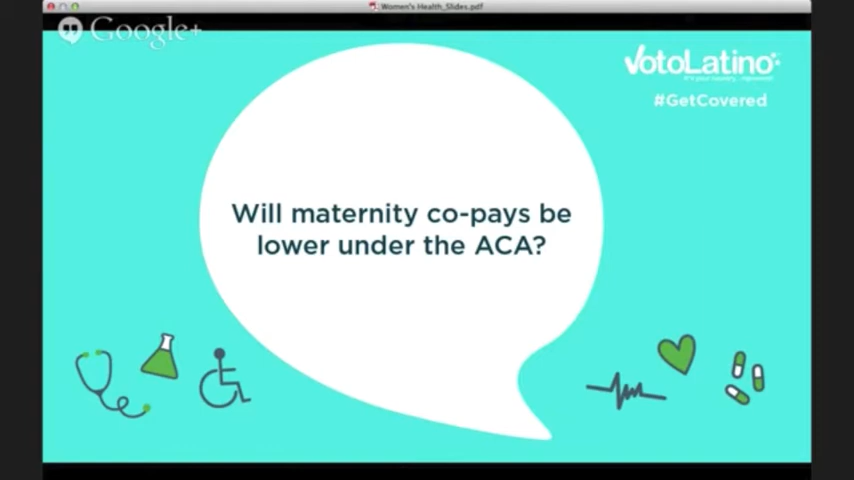 Women's Health_Slides.pdf
Google+
VotoLatino
#GetCovered
Will maternity co-pays be
lower under the ACA?